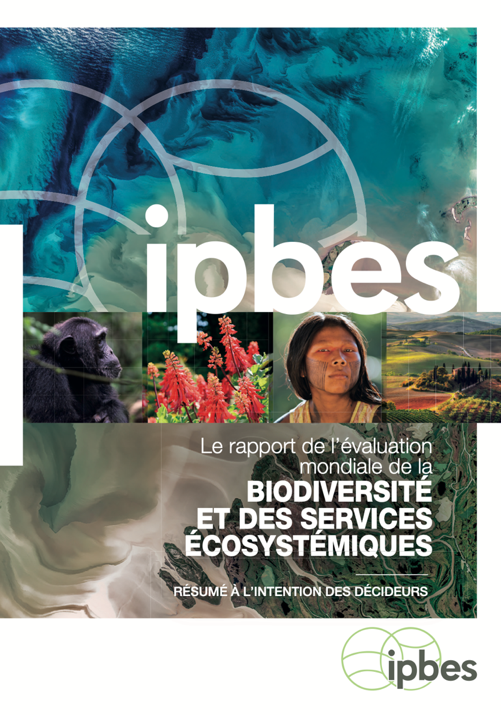 ipbes
Le rapport de l'évaluation
mondiale de la
BIODIVERSITÉ
ET DES SERVICES
ÉCOSYSTÉMIQUES
RÉSUMÉ À L'INTENTION DES DÉCIDEURS
ipbes